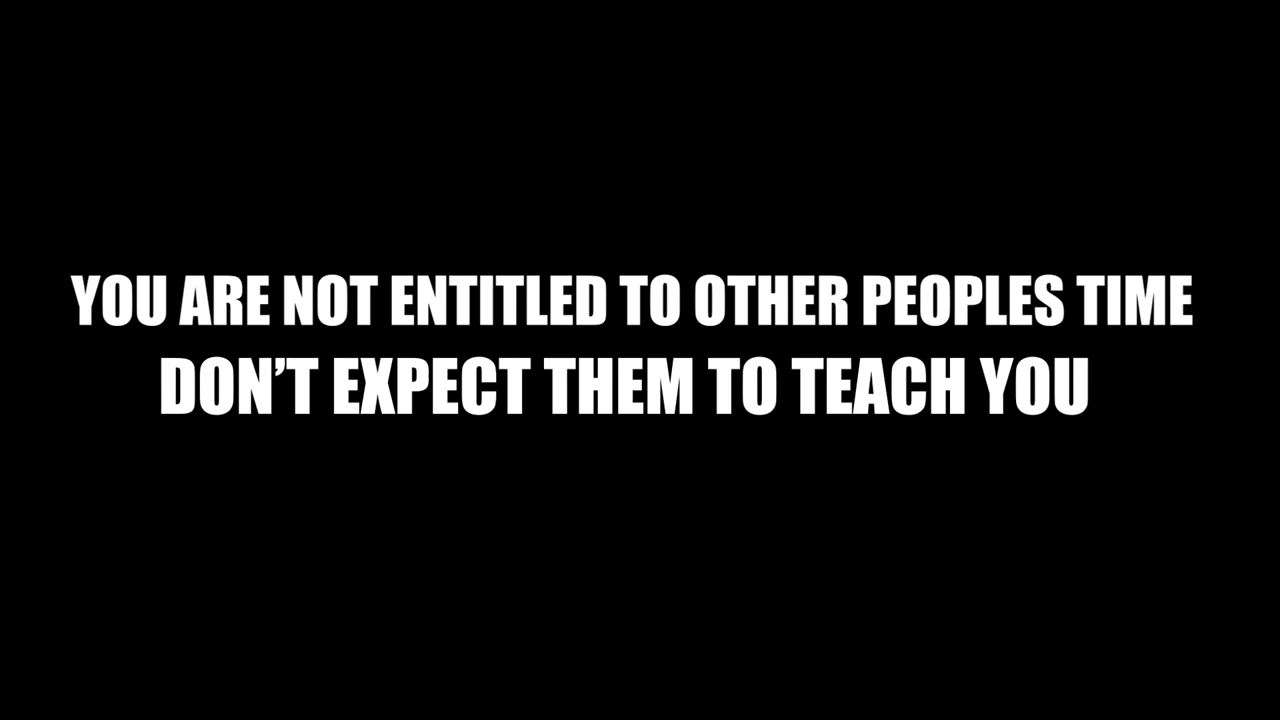 YOU ARE NOT ENTITLED TO OTHER PEOPLES TIME
DON’T EXPECT THEM TO TEACH YOU